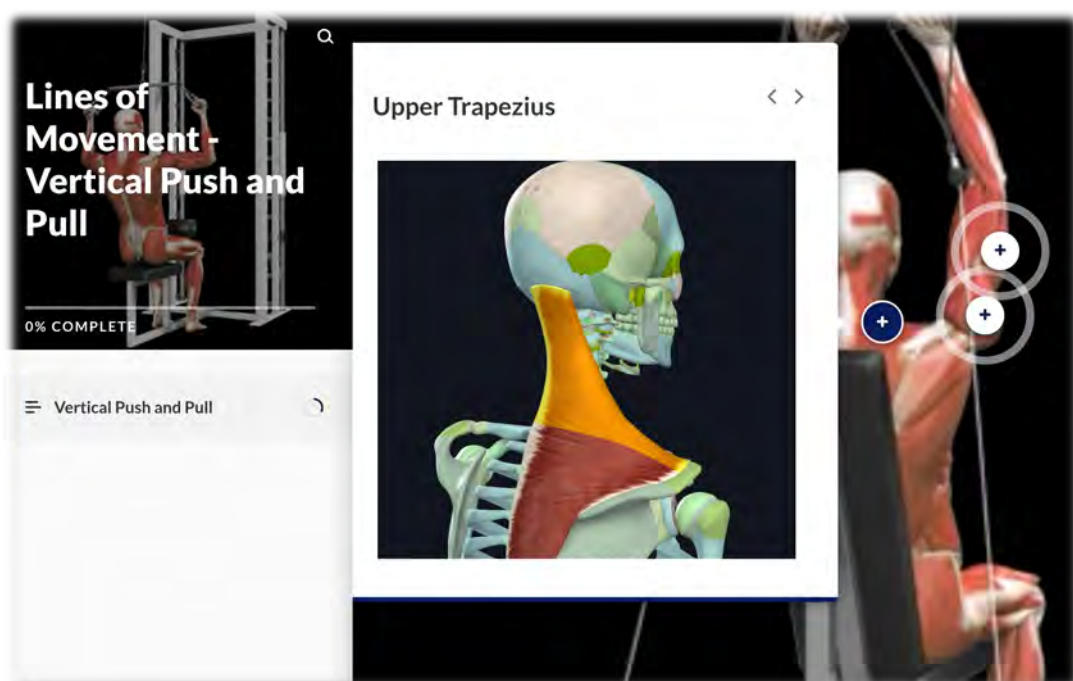 Lines of
Movement -
Vertical Push and
Pull
0% COMPLETE
Vertical Push and Pull
Upper Trapezius